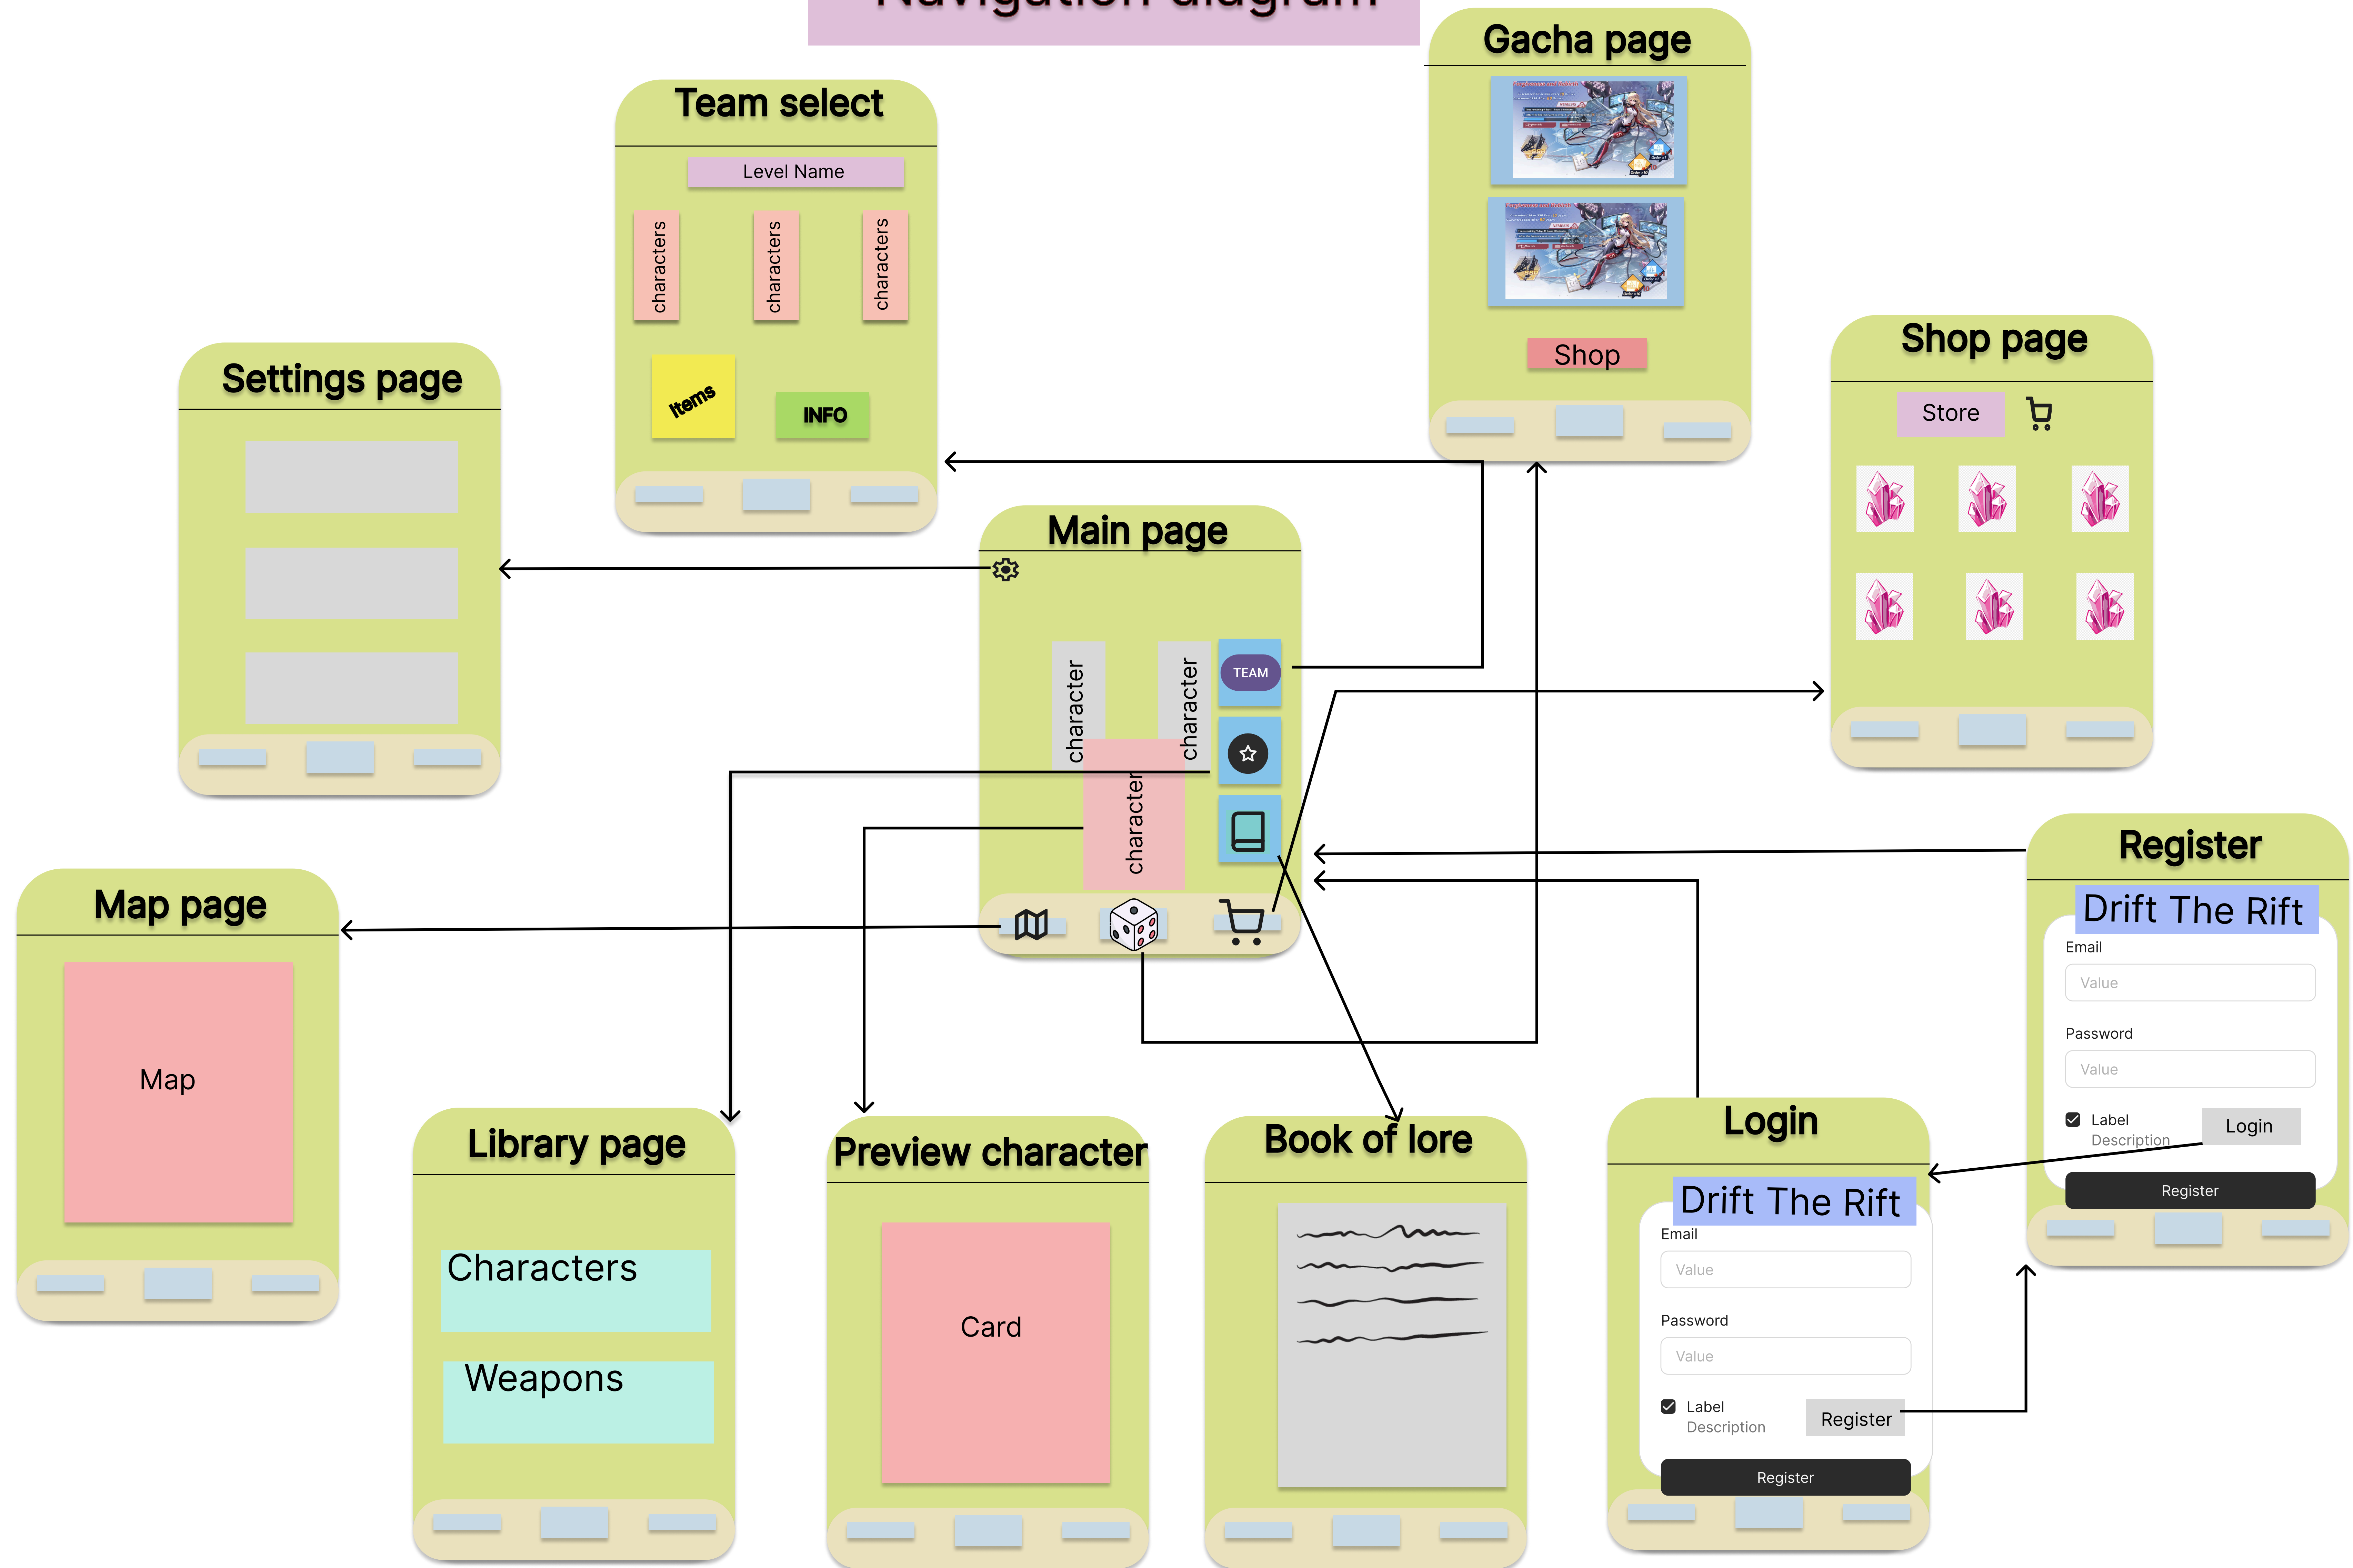 Navigation diagram
Gacha page
Shop
Team select
Level Name
characters
characters
characters
Items
INFO
Settings page
Shop page
Store
Main page
character
character
TEAM
character
Register
Drift The Rift
Email
Value
Password
Value
Label
Description
Login
Register
Map page
Map
Library page
Characters
Weapons
Preview character
Card
Book of lore
Login
Drift The Rift
Email
Value
Password
Value
Label
Description
Register
Register